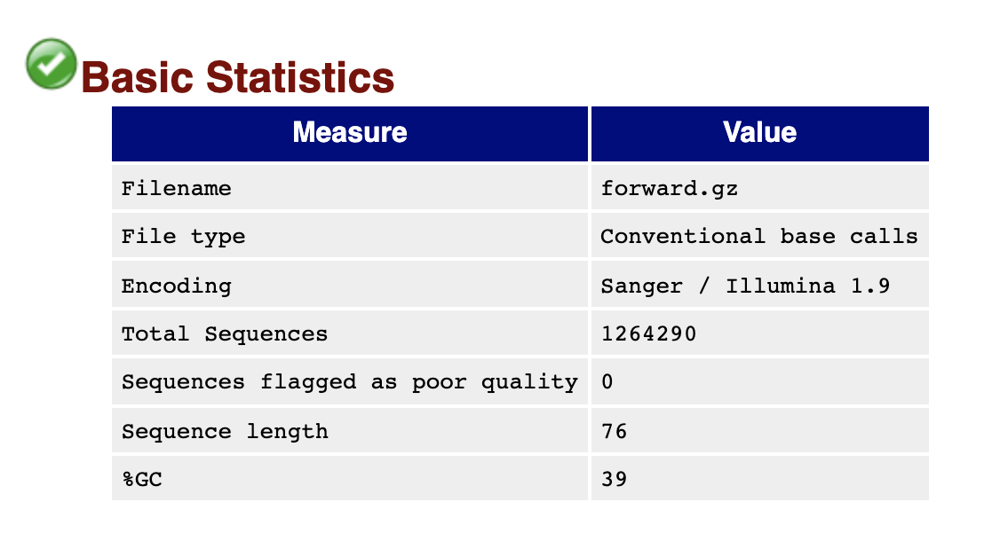 Basic Statistics
Measure Value
Filename forward.gz
File type Conventional base calls
Encoding Sanger / Illumina 1.9
Total Sequences 1264290
Sequences flagged as poor quality 0
Sequence length 76
%GC 39